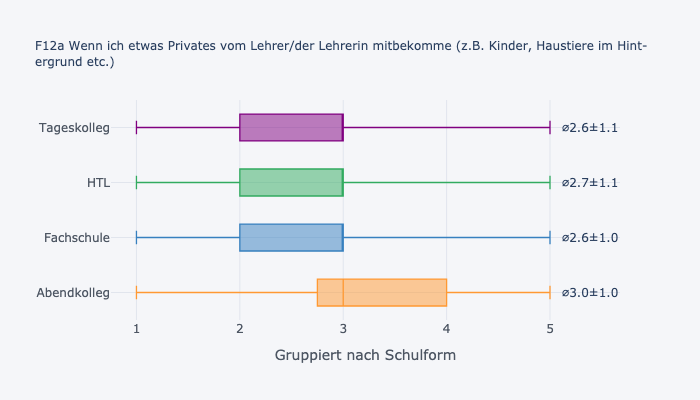 F12a Wenn ich etwas Privates vom Lehrer/der Lehrerin mitbekomme (z.B. Kinder, Haustiere im Hint-
ergrund etc.)
Tageskolleg ⌀2.6±1.1
HTL ⌀2.7±1.1
Fachschule ⌀2.6±1.0
Abendkolleg ⌀3.0±1.0
1 2 3 4 5
Gruppiert nach Schulform